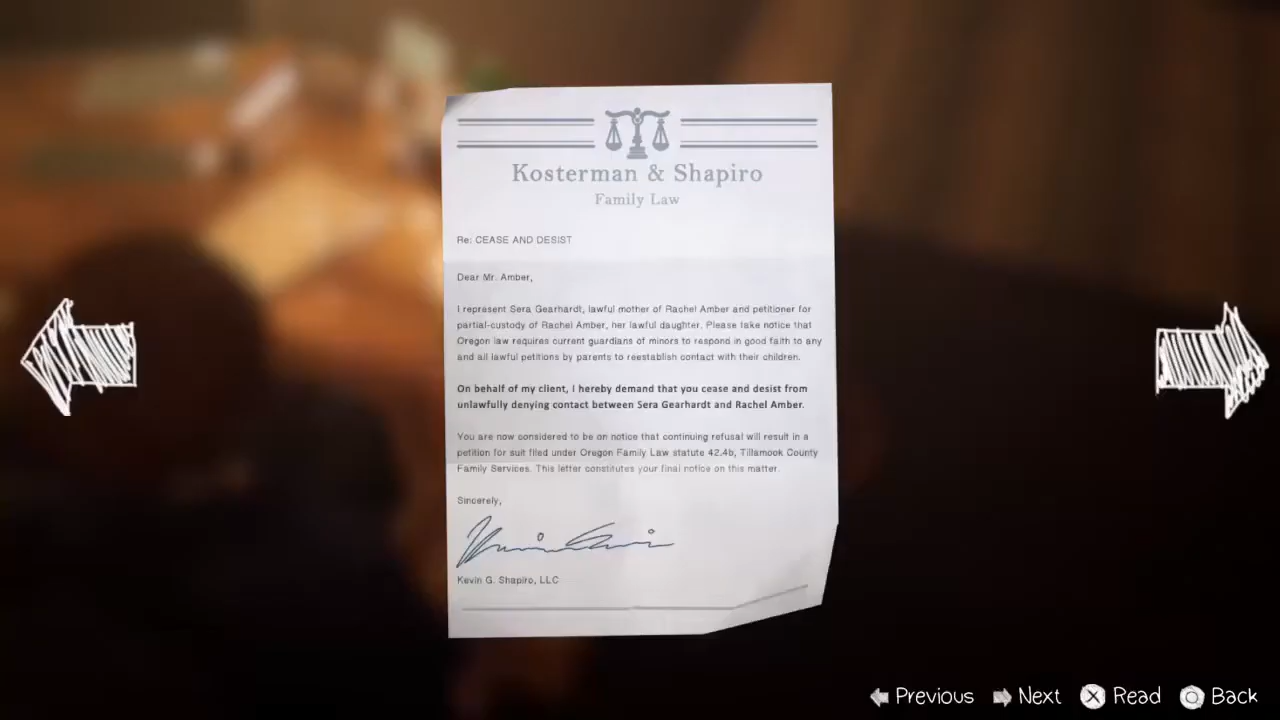 Kosterman & Shapiro
Family Law
Re: CEASE AND DESIST
Dear Mr. Amber,
I represent Sera Gearhardt, lawful mother of Rachel Amber and petitioner for
partial-custody of Rachel Amber, her lawful daughter. Please take notice that
Oregon law requires current guardians of minors to respond in good faith to any
and all lawful petitions by parents to reestablish contact with their children.
On behalf of my client, I hereby demand that you cease and desist from
unlawfully denying contact between Sera Gearhardt and Rachel Amber.
You are now considered to be on notice that continuing refusal will result in a
petition for suit filed under Oregon Family Law statute 42.4b, Tillamook County
Family Services. This letter constitutes your final notice on this matter.
Sincerely,
Kevin G. Shapiro, LLC
Previous Next Read Back